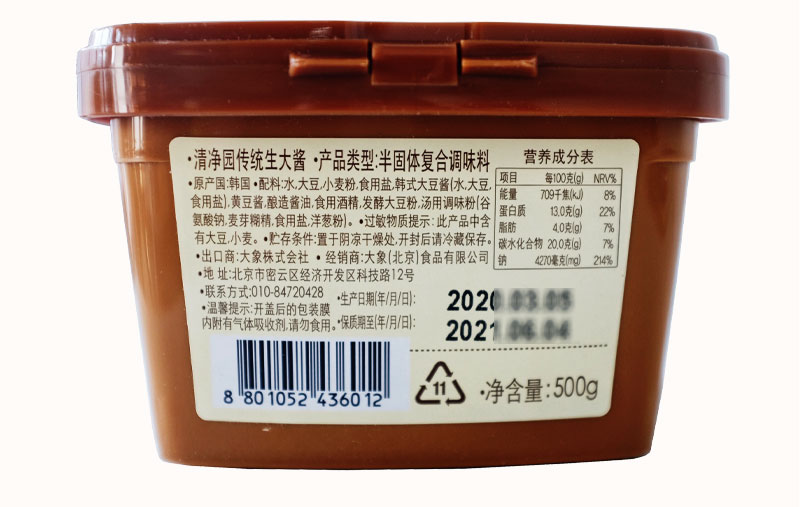 ·清净园传统生大酱 ·产品类型:半固体复合调味料
·原产国:韩国 ·配料:水,大豆,小麦粉,食用盐,韩式大豆酱(水,大豆,
食用盐),黄豆酱,酿造酱油,食用酒精,发酵大豆粉,汤用调味粉(谷
氨酸钠,麦芽糊精,食用盐,洋葱粉)。·过敏物质提示:此产品中含
有大豆,小麦。·贮存条件:置于阴凉干燥处,开封后请冷藏保存。
·出口商:大象株式会社 ·经销商:大象(北京)食品有限公司
·地 址:北京市密云区经济开发区科技路12号
·联系方式:010-84720428
·温馨提示:开盖后的包装膜
内附有气体吸收剂,请勿食用。
·生产日期(年/月/日):
2020.03.05
·保质期至(年/月/日):
2021.06.04
营养成分表
项目 每100克(g) NRV%
能量 709千焦(kJ) 8%
蛋白质 13.0克(g) 22%
脂肪 4.0克(g) 7%
碳水化合物 20.0克(g) 7%
钠 4270毫克(mg) 214%
8 801052 436012
11
·净含量:500g